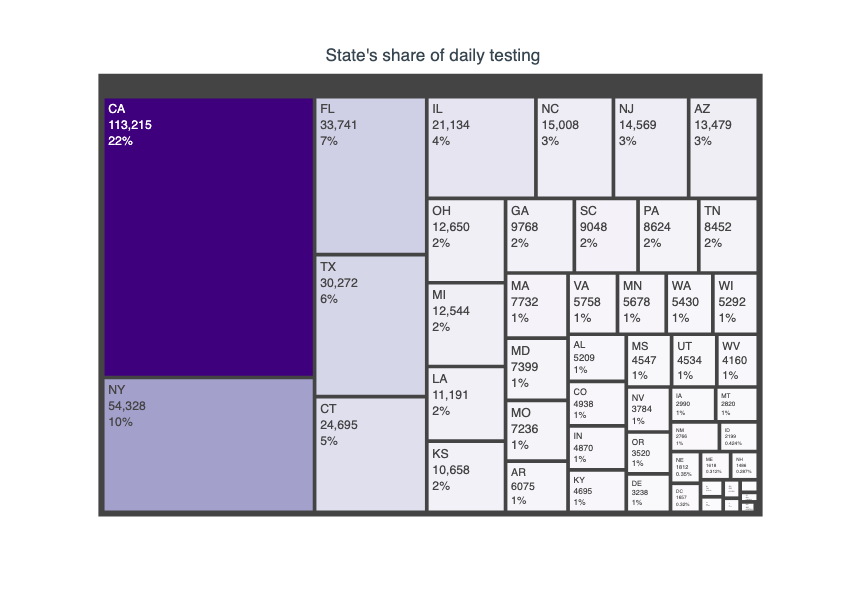 State's share of daily testing
CA
113,215
22%
NY
54,328
10%
FL
33,741
7%
TX
30,272
6%
CT
24,695
5%
IL
21,134
4%
NC
15,008
3%
NJ
14,569
3%
AZ
13,479
3%
OH
12,650
2%
MI
12,544
2%
LA
11,191
2%
KS
10,658
2%
GA
9768
2%
SC
9048
2%
PA
8624
2%
TN
8452
2%
MA
7732
1%
MD
7399
1%
MO
7236
1%
AR
6075
1%
VA
5758
1%
MN
5678
1%
WA
5430
1%
WI
5292
1%
AL
5209
1%
CO
4938
1%
IN
4870
1%
KY
4695
1%
MS
4547
1%
UT
4534
1%
WV
4160
1%
NV
3784
1%
OR
3520
1%
DE
3238
1%
IA
2990
1%
MT
2820
1%
NM
2766
1%
ID
2199
0.424%
NE
1812
0.35%
DC
1657
0.32%
ME
1618
0.312%
NH
1486
0.287%